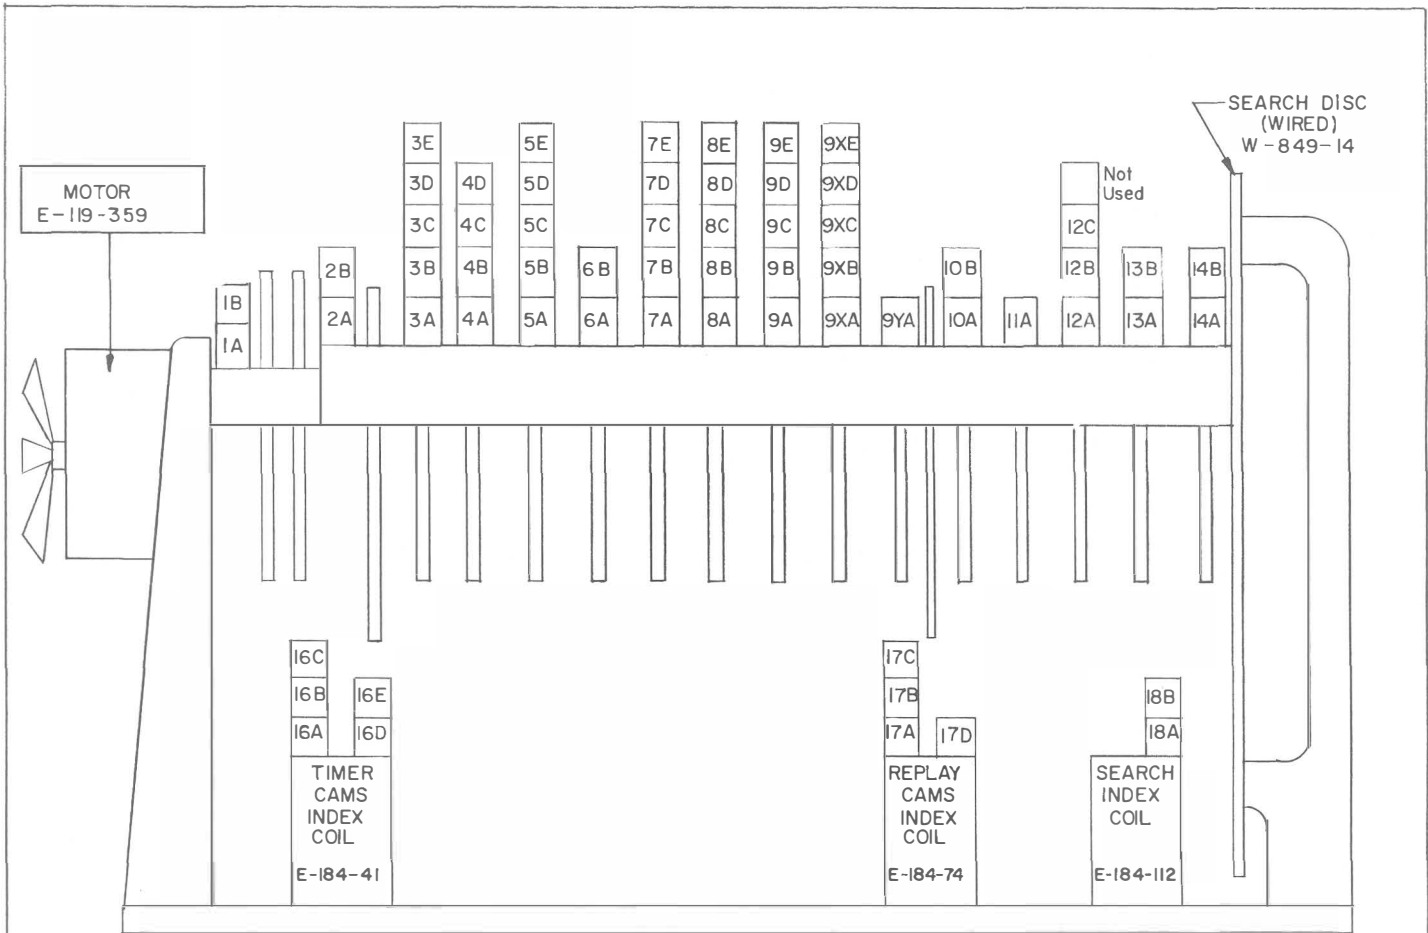 SEARCH DISC
(WIRED)
W-849-14
MOTOR
E-119-359
3E 5E 7E 8E 9E 9XE
3D 4D 5D 7D 8D 9D 9XD Not
Used
3C 4C 5C 7C 8C 9C 9XC 12C
2B 3B 4B 5B 6B 7B 8B 9B 9XB 10B 12B 13B 14B
1B
2A 3A 4A 5A 6A 7A 8A 9A 9XA 9YA 10A 11A 12A 13A 14A
1A
16C 17C
16B 16E 17B 18B
16A 16D 17A 17D 18A
TIMER
CAMS
INDEX
COIL
E-184-41
REPLAY
CAMS
INDEX
COIL
E-184-74
SEARCH
INDEX
COIL
E-184-112